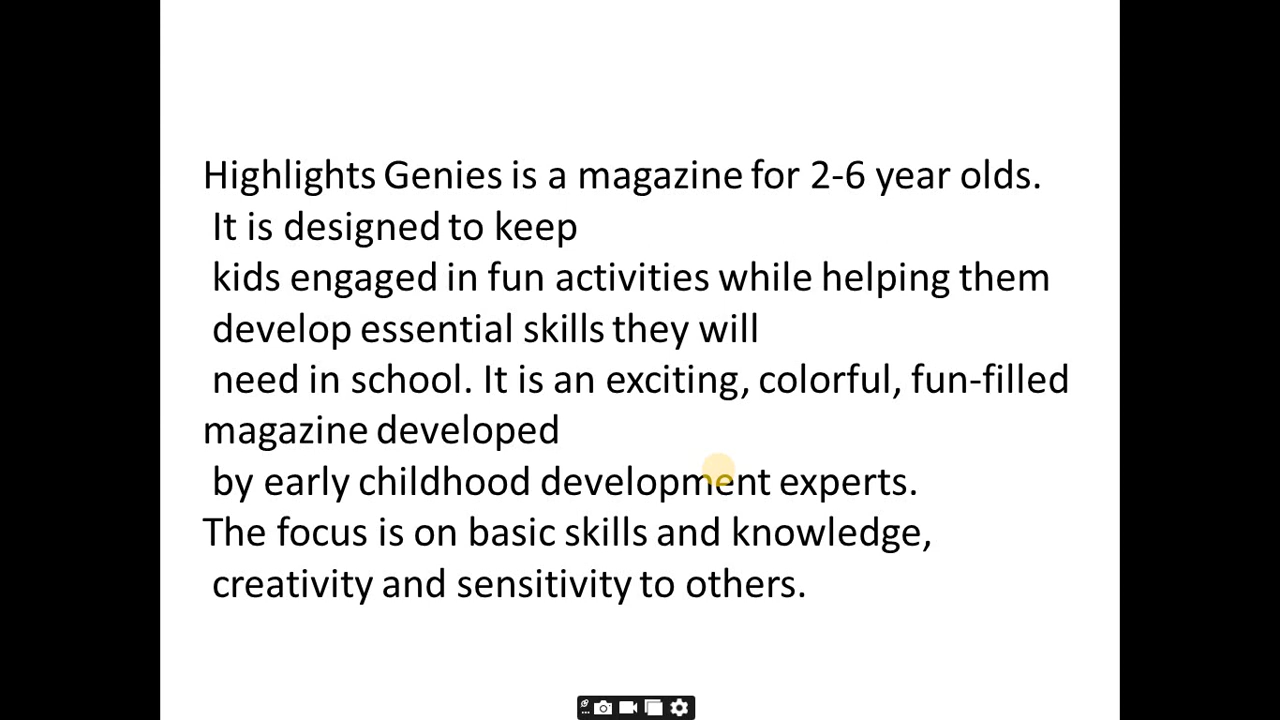 Highlights Genies is a magazine for 2-6 year olds.
It is designed to keep
kids engaged in fun activities while helping them
develop essential skills they will
need in school. It is an exciting, colorful, fun-filled
magazine developed
by early childhood development experts.
The focus is on basic skills and knowledge,
creativity and sensitivity to others.